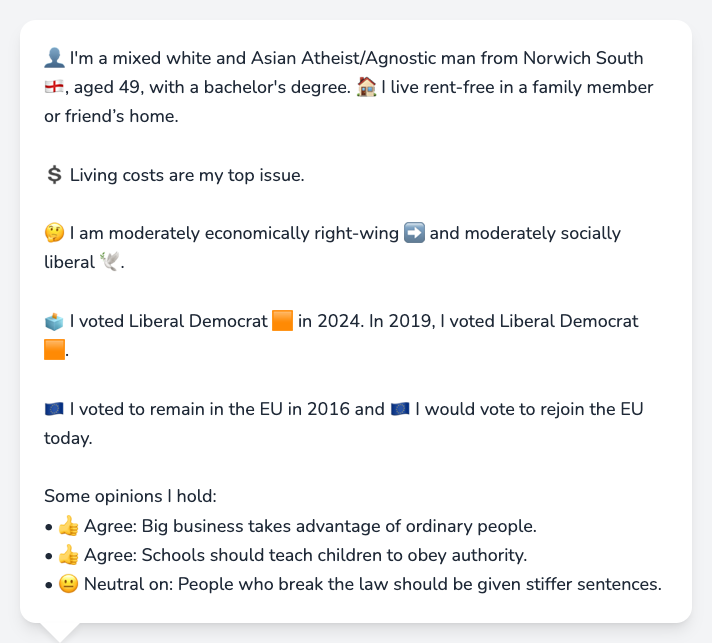 👤 I'm a mixed white and Asian Atheist/Agnostic man from Norwich South
🏴󠁧󠁢󠁥󠁮󠁧󠁿, aged 49, with a bachelor's degree. 🏠 I live rent-free in a family member
or friend’s home.
💲 Living costs are my top issue.
🤔 I am moderately economically right-wing ➡️ and moderately socially
liberal 🕊️.
🗳️ I voted Liberal Democrat 🟧 in 2024. In 2019, I voted Liberal Democrat
🟧.
🇪🇺 I voted to remain in the EU in 2016 and 🇪🇺 I would vote to rejoin the EU
today.
Some opinions I hold:
• 👍 Agree: Big business takes advantage of ordinary people.
• 👍 Agree: Schools should teach children to obey authority.
• 😐 Neutral on: People who break the law should be given stiffer sentences.